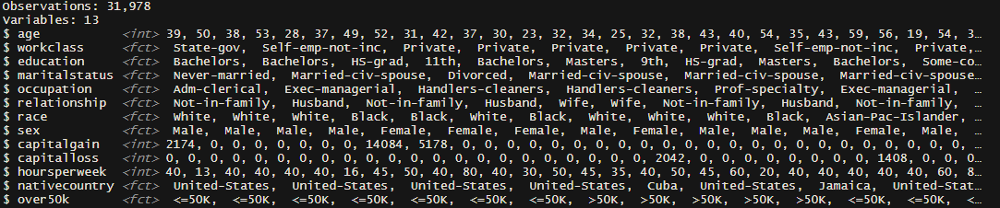 Observations: 31,978
Variables: 13
$ age <int> 39, 50, 38, 53, 28, 37, 49, 52, 31, 42, 37, 30, 23, 32, 34, 25, 32, 38, 43, 40, 54, 35, 43, 59, 56, 19, 54, 3…
$ workclass <fct> State-gov, Self-emp-not-inc, Private, Private, Private, Private, Private, Self-emp-not-inc, Private,…
$ education <fct> Bachelors, Bachelors, HS-grad, 11th, Bachelors, Masters, 9th, HS-grad, Masters, Bachelors, Some-co…
$ maritalstatus <fct> Never-married, Married-civ-spouse, Divorced, Married-civ-spouse, Married-civ-spouse, Married-civ-spouse…
$ occupation <fct> Adm-clerical, Exec-managerial, Handlers-cleaners, Handlers-cleaners, Prof-specialty, Exec-managerial, …
$ relationship <fct> Not-in-family, Husband, Not-in-family, Husband, Wife, Wife, Not-in-family, Husband, Not-in-family, …
$ race <fct> White, White, White, Black, Black, White, Black, White, White, White, Black, Asian-Pac-Islander, …
$ sex <fct> Male, Male, Male, Male, Female, Female, Female, Male, Female, Male, Male, Male, Female, Male, …
$ capitalgain <int> 2174, 0, 0, 0, 0, 0, 0, 0, 14084, 5178, 0, 0, 0, 0, 0, 0, 0, 0, 0, 0, 0, 0, 0, 0, 0, 0, 0, 0, …
$ capitalloss <int> 0, 0, 0, 0, 0, 0, 0, 0, 0, 0, 0, 0, 0, 0, 0, 0, 0, 0, 2042, 0, 0, 0, 0, 0, 0, 0, 1408, 0, 0, 0…
$ hoursperweek <int> 40, 13, 40, 40, 40, 40, 16, 45, 50, 40, 80, 40, 30, 50, 45, 35, 40, 50, 45, 60, 20, 40, 40, 40, 40, 40, 60, 8…
$ nativecountry <fct> United-States, United-States, United-States, United-States, Cuba, United-States, Jamaica, United-Stat…
$ over50k <fct> <=50K, <=50K, <=50K, <=50K, <=50K, <=50K, <=50K, >50K, >50K, >50K, >50K, >50K, <=50K, <=50K, <…